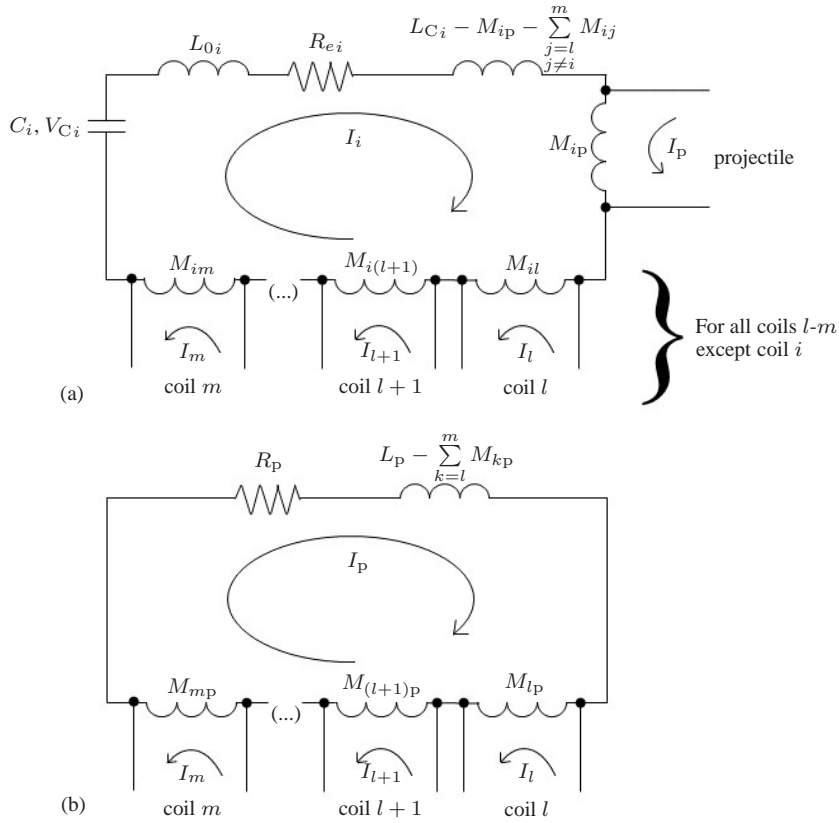 L_{Ci} − M_{ip} − \sum_{j=l, j≠i}^{m} M_{ij}
L_{0i}
R_{ei}
C_i, V_{Ci}
I_i
M_{ip}
I_p
projectile
M_{im}
M_{i(l+1)}
M_{il}
(...)
I_m
I_{l+1}
I_l
For all coils l-m
except coil i
coil m
coil l + 1
coil l
(a)
R_p
L_p − \sum_{k=l}^{m} M_{kp}
I_p
M_{mp}
M_{(l+1)p}
M_{lp}
(...)
I_m
I_{l+1}
I_l
coil m
coil l + 1
coil l
(b)